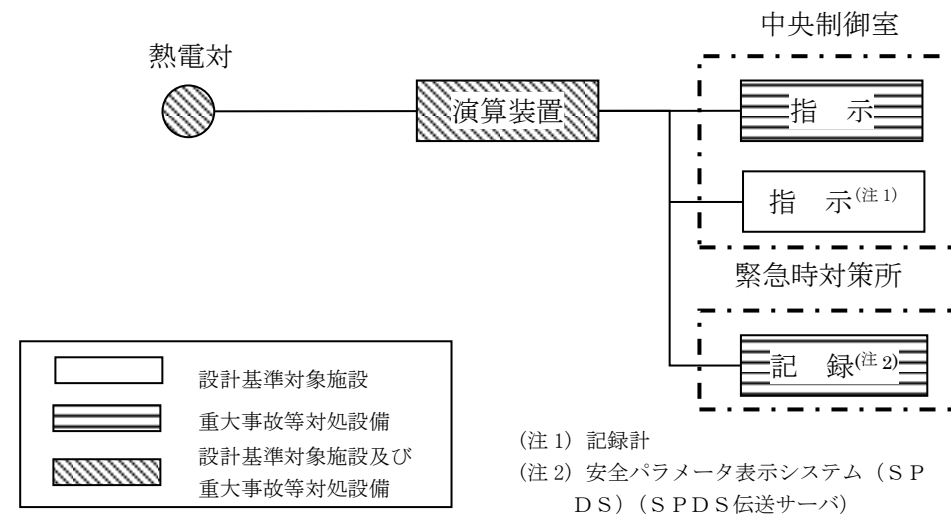 中央制御室
熱電対
演算装置
指　示
指　示(注 1)
緊急時対策所
記　録(注 2)
設計基準対象施設
重大事故等対処設備
設計基準対象施設及び
重大事故等対処設備
(注 1) 記録計
(注 2) 安全パラメータ表示システム（ＳＰ
ＤＳ）（ＳＰＤＳ伝送サーバ）